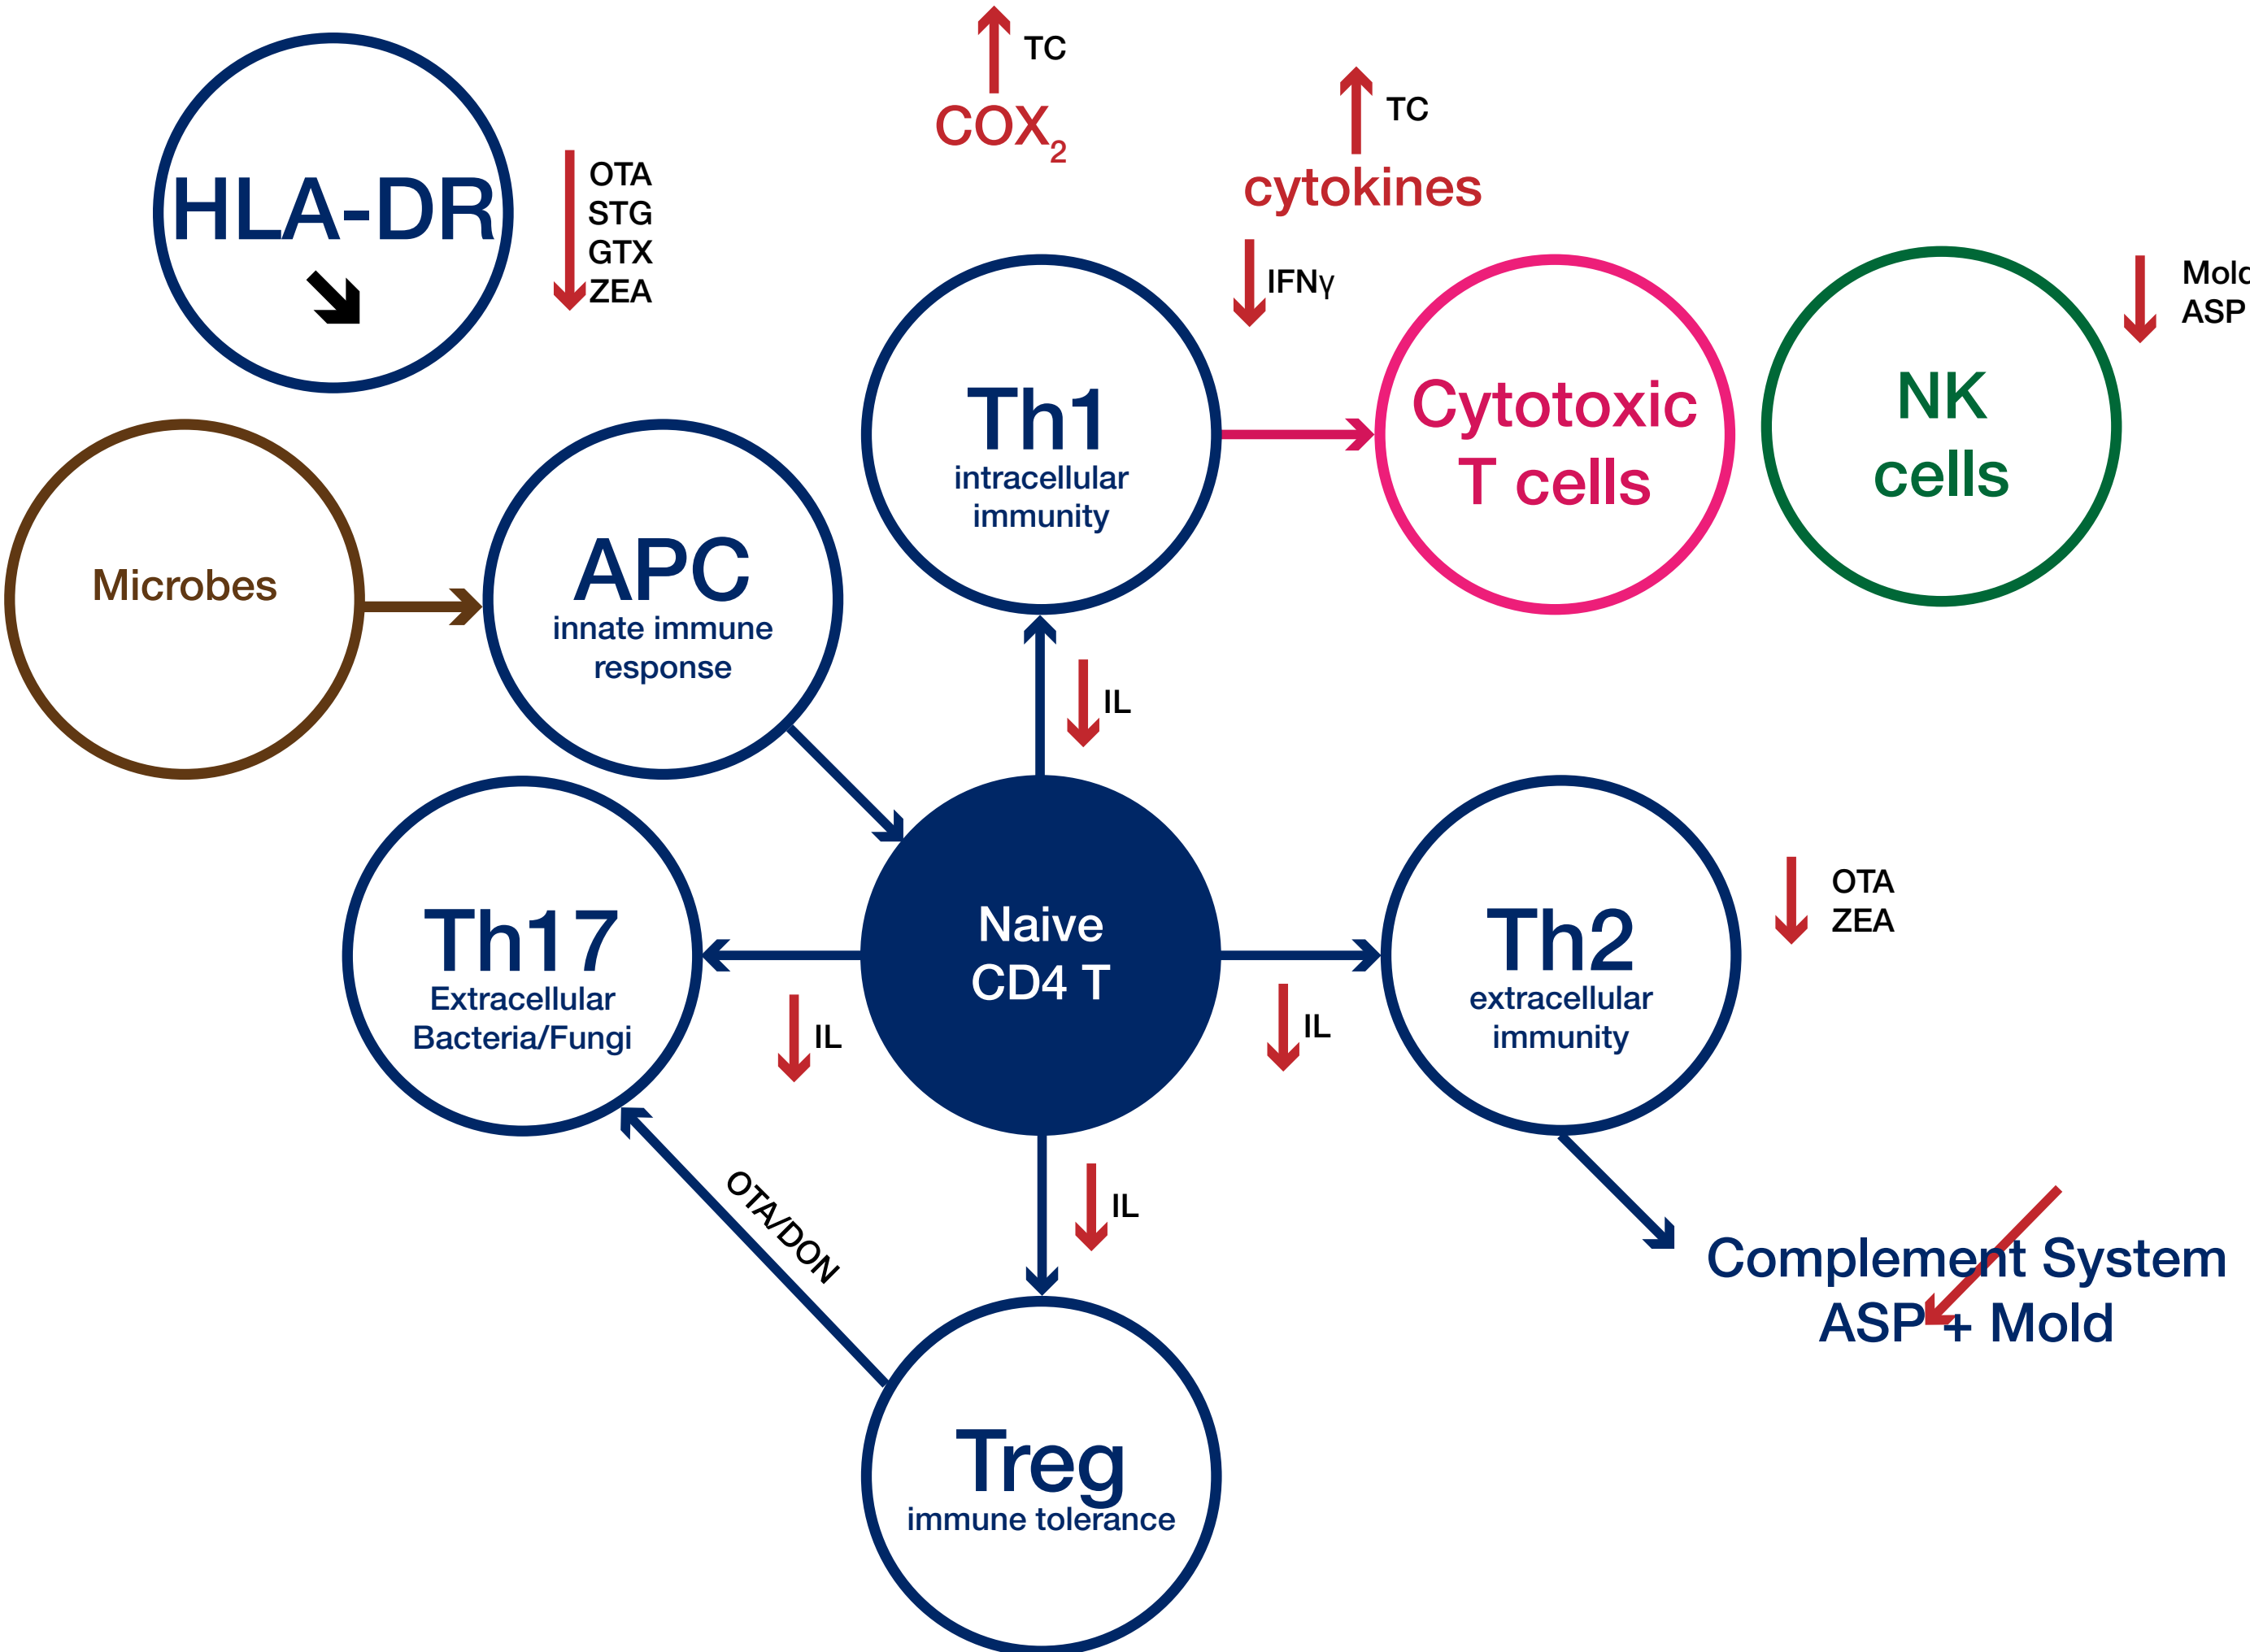 TC
COX₂
TC
cytokines
HLA-DR
OTA
STG
GTX
ZEA
IFNγ
Mold
ASP
Th1
intracellular
immunity
Cytotoxic
T cells
NK
cells
Microbes
APC
innate immune
response
IL
Th17
Extracellular
Bacteria/Fungi
IL
Naive
CD4 T
IL
Th2
extracellular
immunity
OTA
ZEA
OTA/DON
IL
Complement System
ASP + Mold
Treg
immune tolerance